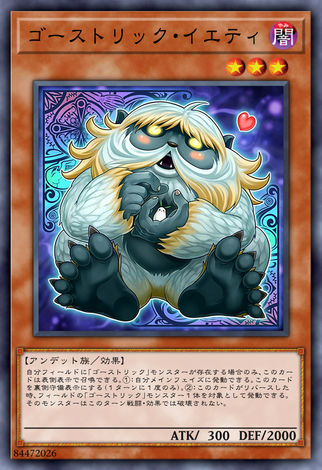 ゴーストリック・イエティ
やみ
闇
【アンデット族/効果】
自分フィールドに「ゴーストリック」モンスターが存在する場合のみ、このカ
ードは表側表示で召喚できる。①:自分メインフェイズに発動できる。このカード
を裏側守備表示にする(1ターンに1度のみ)。②:このカードがリバースした
時、フィールドの「ゴーストリック」モンスター1体を対象として発動できる。
そのモンスターはこのターン戦闘・効果では破壊されない。
ATK/ 300 DEF/2000
84472026